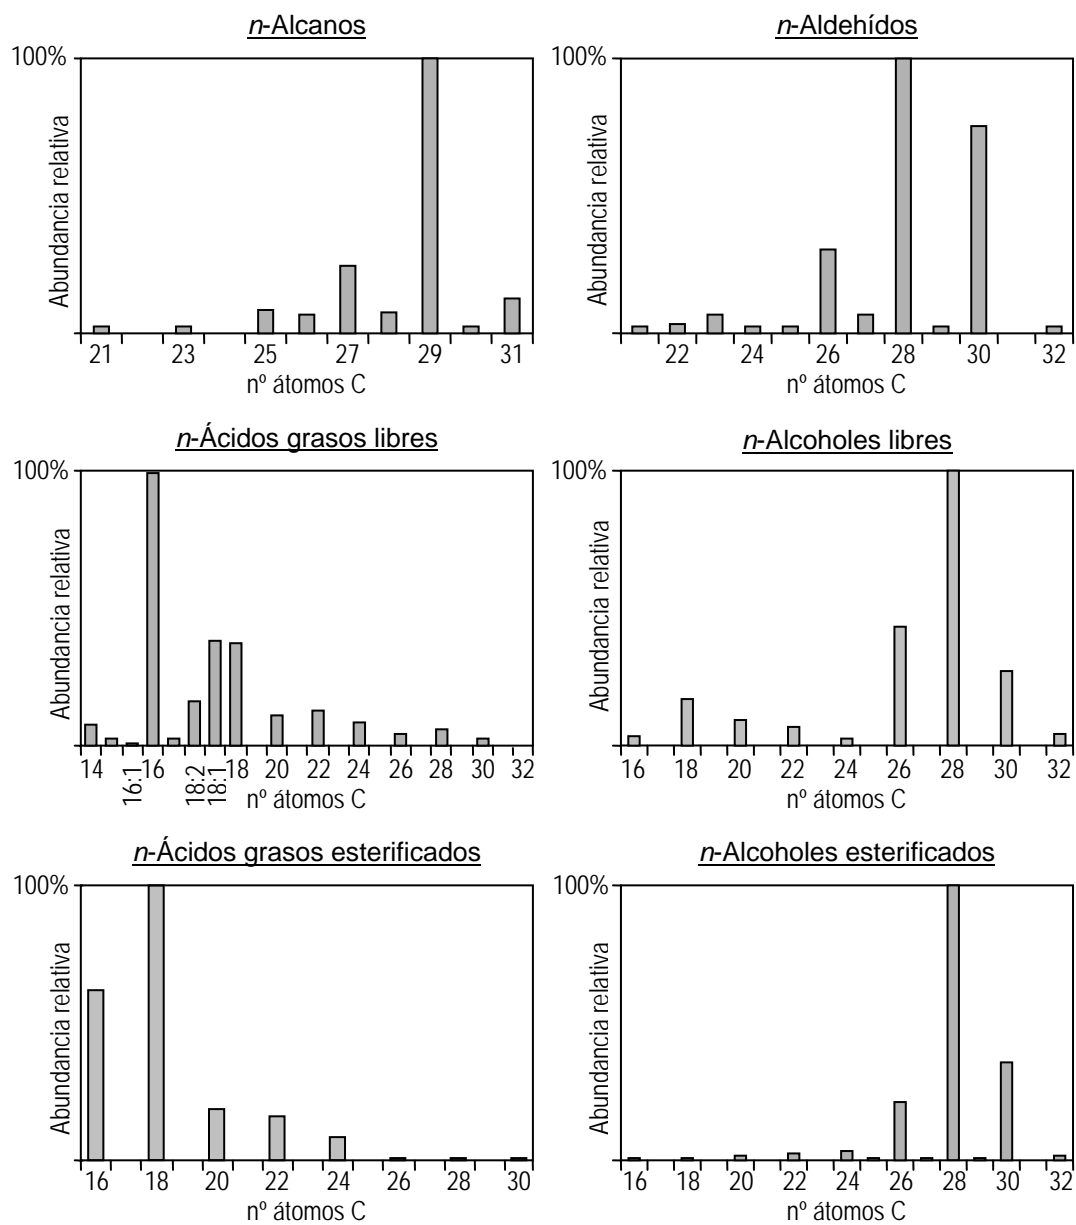 n-Alcanos
100%
Abundancia relativa
21 23 25 27 29 31
nº átomos C
n-Aldehídos
100%
Abundancia relativa
22 24 26 28 30 32
nº átomos C
n-Ácidos grasos libres
100%
Abundancia relativa
14 16:1 16 18:2 18:1 18 20 22 24 26 28 30 32
nº átomos C
n-Alcoholes libres
100%
Abundancia relativa
16 18 20 22 24 26 28 30 32
nº átomos C
n-Ácidos grasos esterificados
100%
Abundancia relativa
16 18 20 22 24 26 28 30
nº átomos C
n-Alcoholes esterificados
100%
Abundancia relativa
16 18 20 22 24 26 28 30 32
nº átomos C